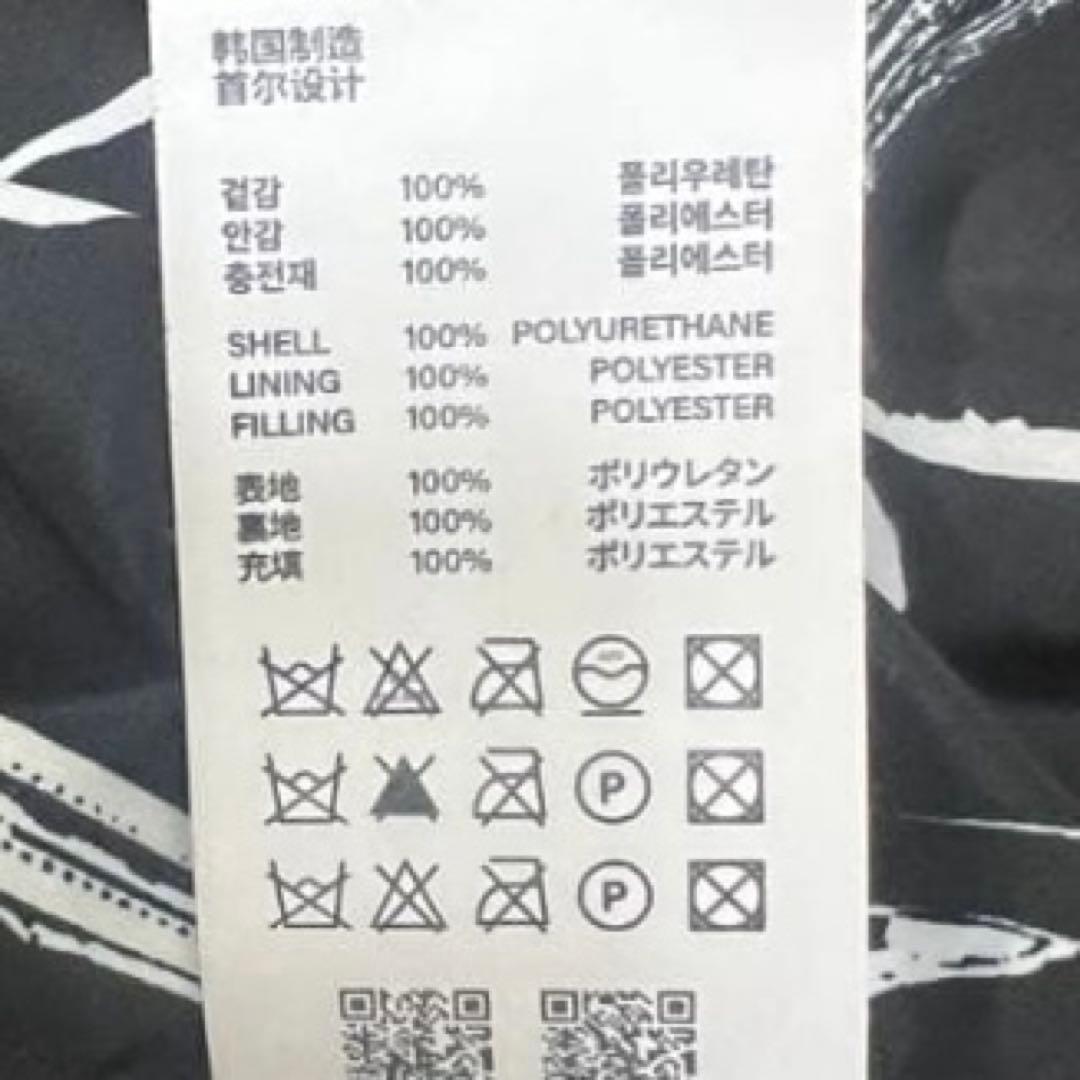 韩国制造
首尔设计
겉감 100% 폴리우레탄
안감 100% 폴리에스터
충전재 100% 폴리에스터
SHELL 100% POLYURETHANE
LINING 100% POLYESTER
FILLING 100% POLYESTER
表地 100% ポリウレタン
裏地 100% ポリエステル
充填 100% ポリエステル
P
P